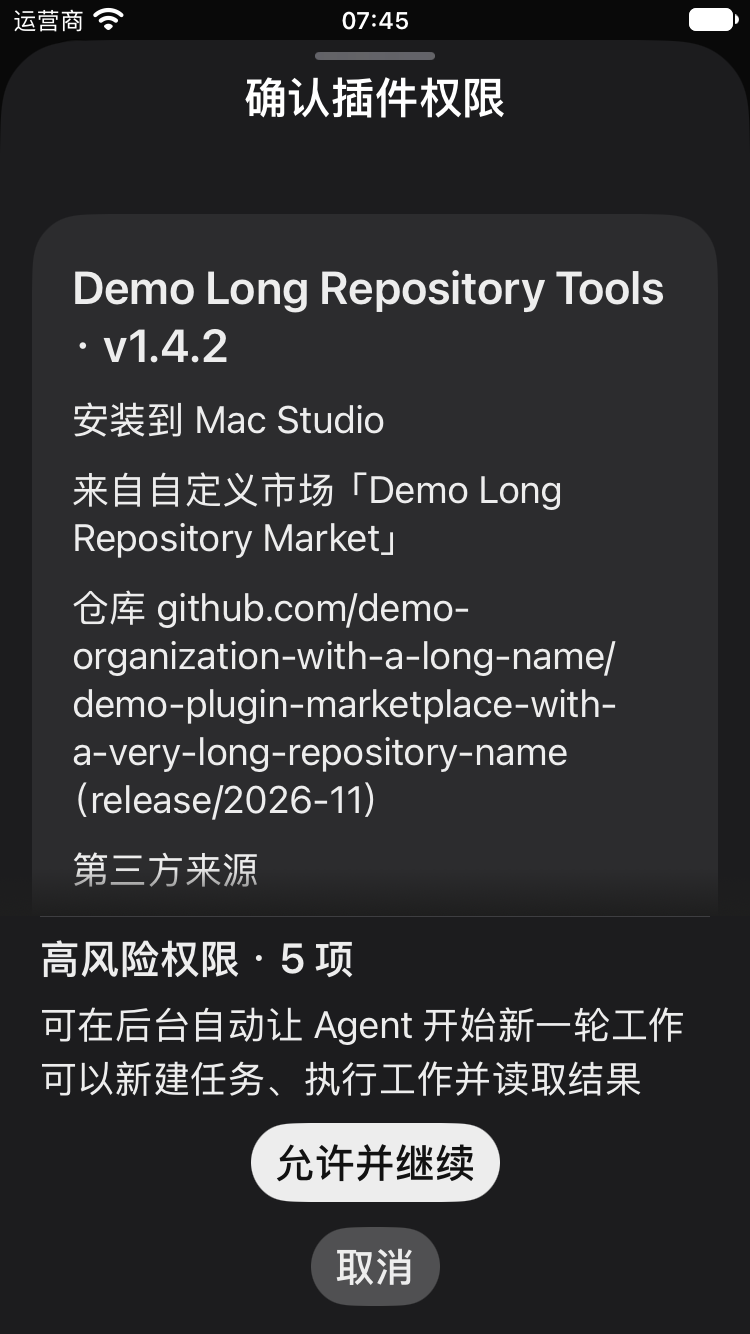 运营商
07:45
确认插件权限
Demo Long Repository Tools
· v1.4.2
安装到 Mac Studio
来自自定义市场「Demo Long
Repository Market」
仓库 github.com/demo-
organization-with-a-long-name/
demo-plugin-marketplace-with-
a-very-long-repository-name
（release/2026-11）
第三方来源
高风险权限 · 5 项
可在后台自动让 Agent 开始新一轮工作
可以新建任务、执行工作并读取结果
允许并继续
取消